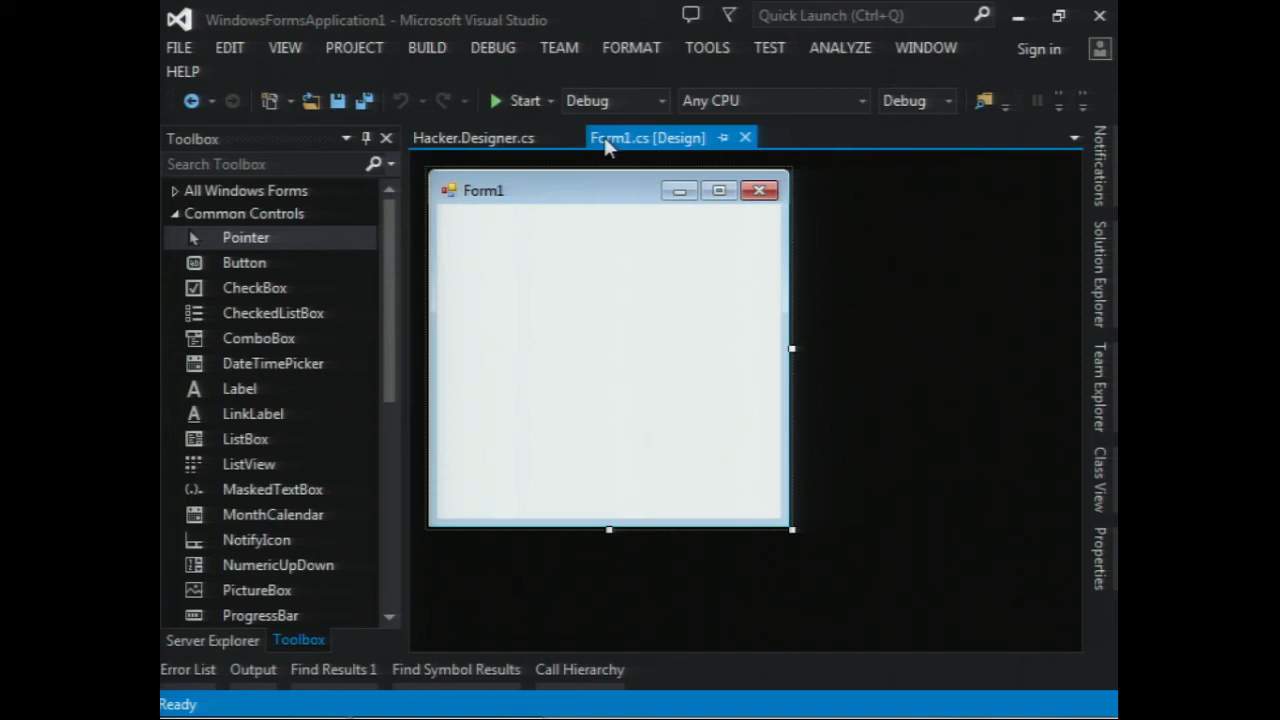 WindowsFormsApplication1 - Microsoft Visual Studio
Quick Launch (Ctrl+Q)
FILE EDIT VIEW PROJECT BUILD DEBUG TEAM FORMAT TOOLS TEST ANALYZE WINDOW
Sign in
HELP
Start Debug Any CPU Debug
Toolbox
Hacker.Designer.cs
Form1.cs [Design]
Search Toolbox
All Windows Forms
Common Controls
Pointer
Button
CheckBox
CheckedListBox
ComboBox
DateTimePicker
Label
LinkLabel
ListBox
ListView
MaskedTextBox
MonthCalendar
NotifyIcon
NumericUpDown
PictureBox
ProgressBar
Form1
Notifications
Solution Explorer
Team Explorer
Class View
Properties
Server Explorer Toolbox
Error List Output Find Results 1 Find Symbol Results Call Hierarchy
Ready